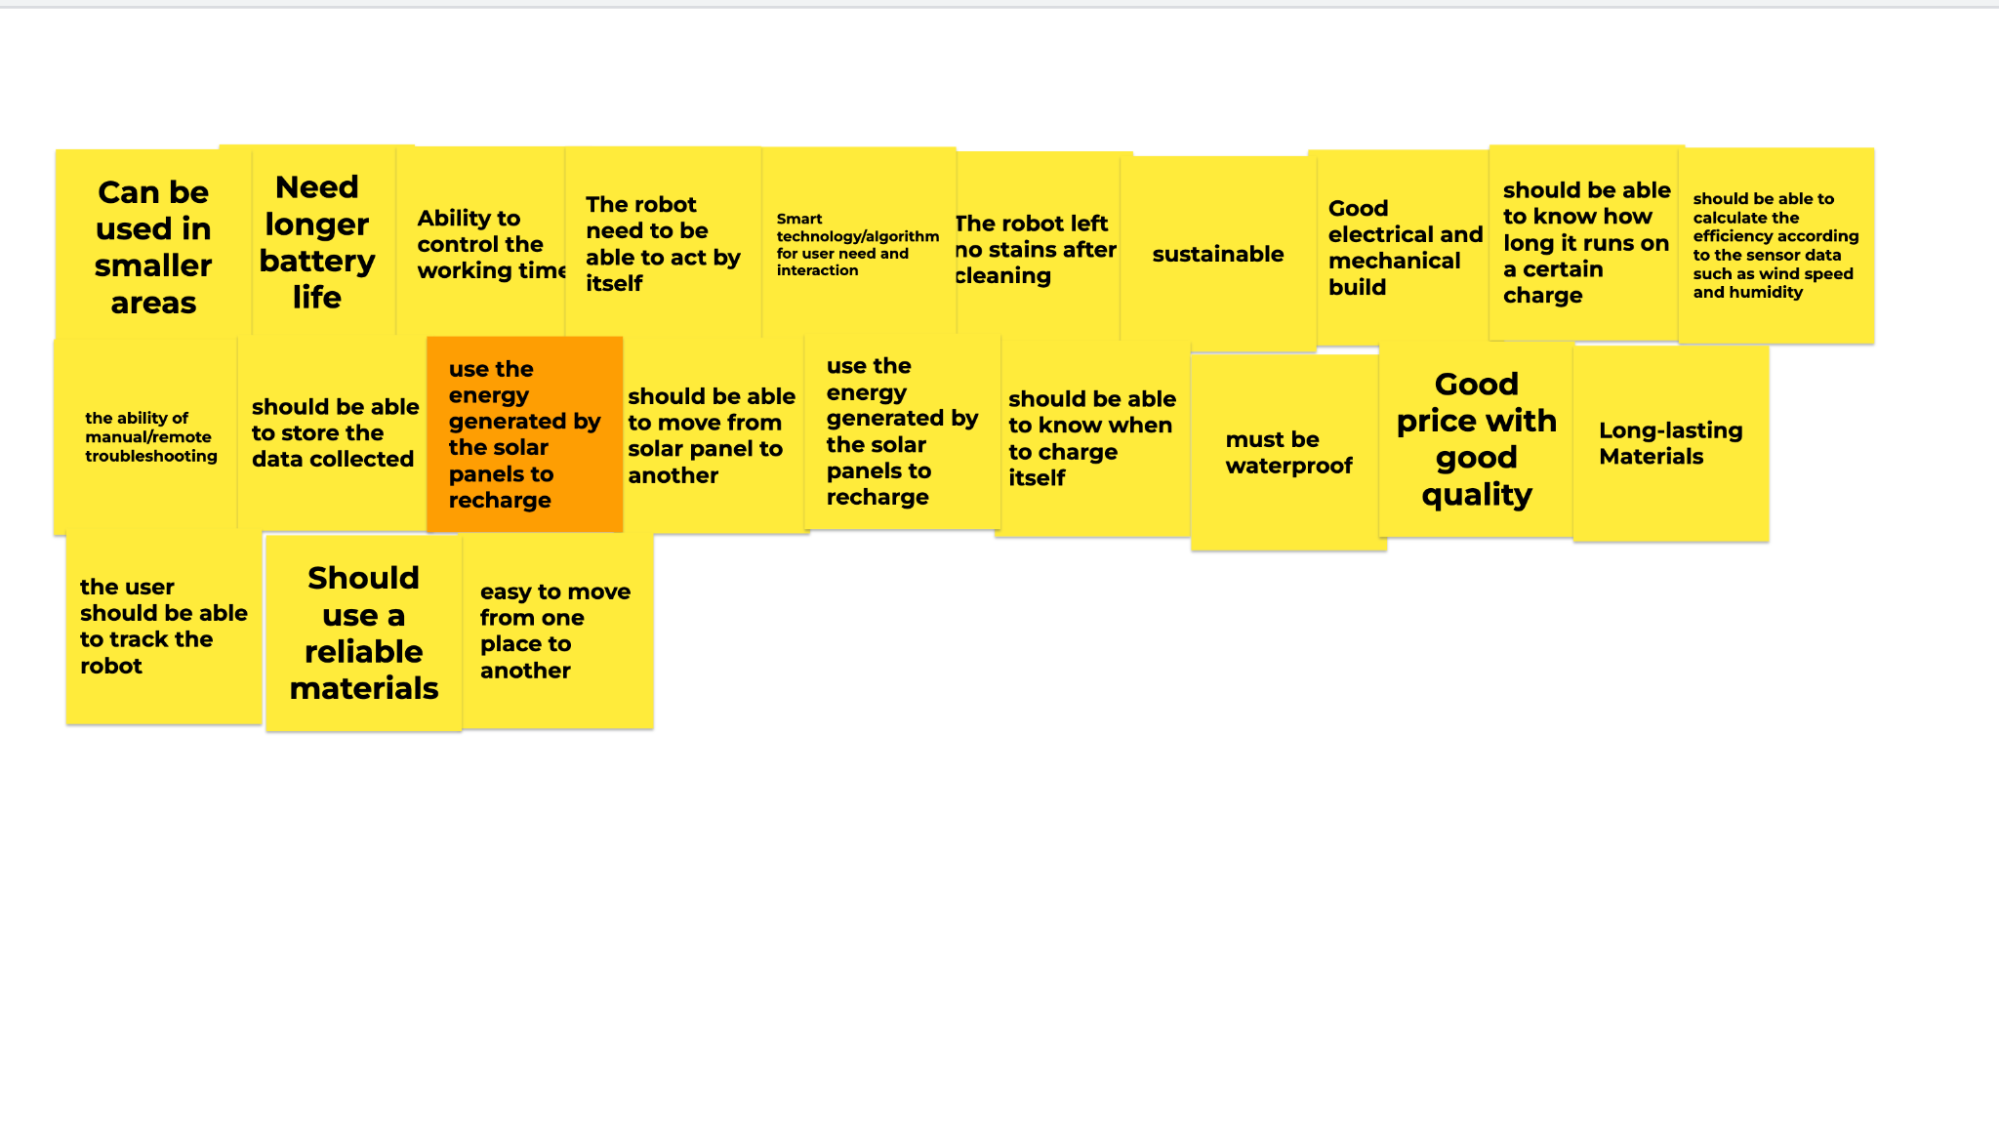 Can be
used in
smaller
areas
Need
longer
battery
life
Ability to
control the
working time
The robot
need to be
able to act by
itself
Smart
technology/algorithm
for user need and
interaction
The robot left
no stains after
cleaning
sustainable
Good
electrical and
mechanical
build
should be able
to know how
long it runs on
a certain
charge
should be able to
calculate the
efficiency according
to the sensor data
such as wind speed
and humidity
the ability of
manual/remote
troubleshooting
should be able
to store the
data collected
use the
energy
generated by
the solar
panels to
recharge
should be able
to move from
solar panel to
another
use the
energy
generated by
the solar
panels to
recharge
should be able
to know when
to charge
itself
must be
waterproof
Good
price with
good
quality
Long-lasting
Materials
the user
should be able
to track the
robot
Should
use a
reliable
materials
easy to move
from one
place to
another